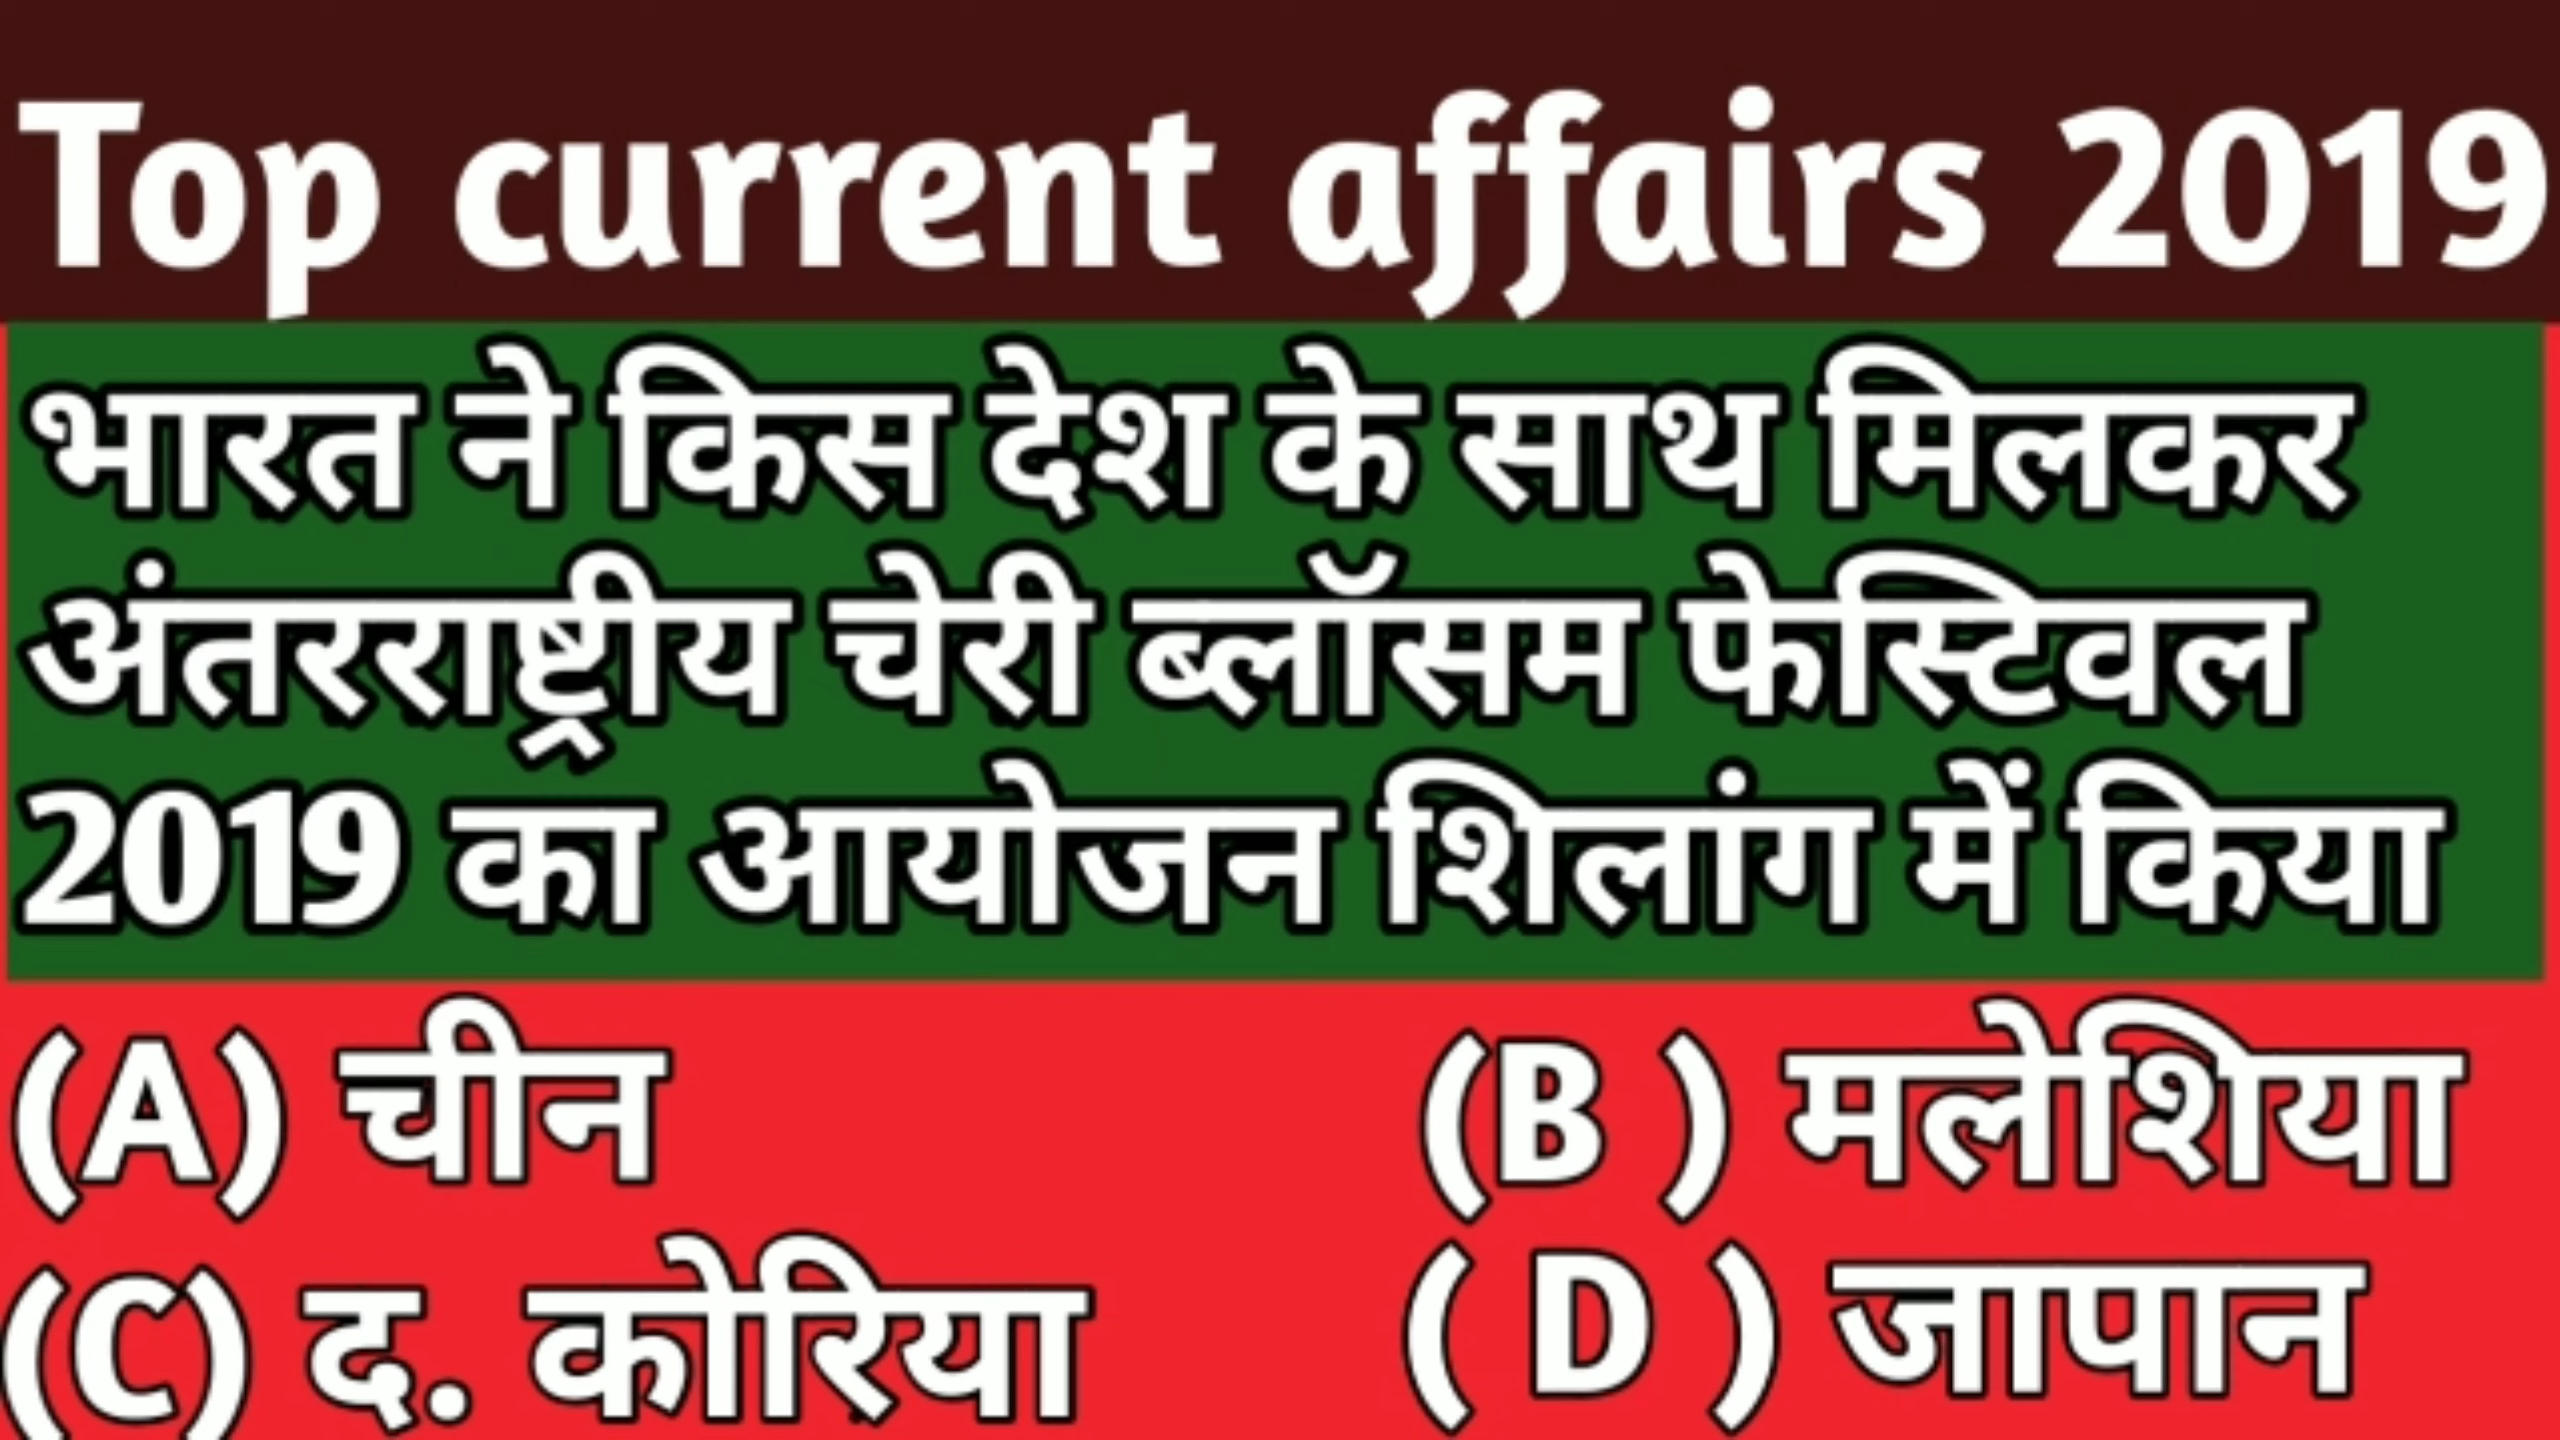 Top current affairs 2019
भारत ने किस देश के साथ मिलकर
अंतरराष्ट्रीय चेरी ब्लॉसम फेस्टिवल
2019 का आयोजन शिलांग में किया
(A) चीन (B ) मलेशिया
(C) द. कोरिया ( D ) जापान